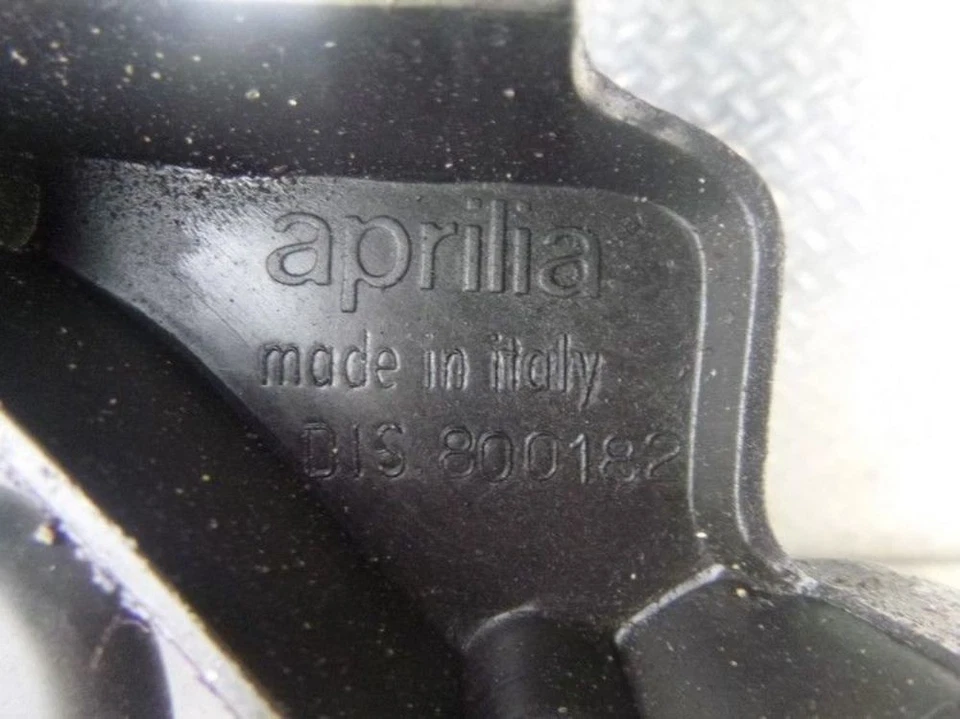 aprilia
made in italy
DIS. 800182